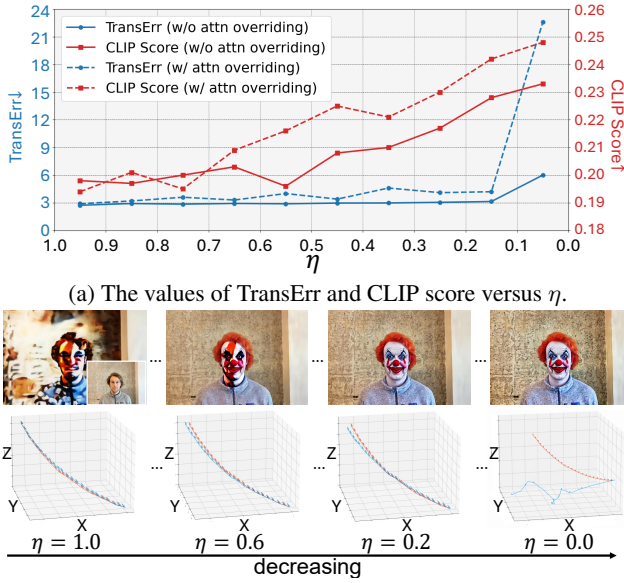 24
21
18
15
12
9
6
3
0
TransErr↓
TransErr (w/o attn overriding)
CLIP Score (w/o attn overriding)
TransErr (w/ attn overriding)
CLIP Score (w/ attn overriding)
0.26
0.25
0.24
0.23
0.22
0.21
0.20
0.19
0.18
CLIP Score↑
1.0 0.9 0.8 0.7 0.6 0.5 0.4 0.3 0.2 0.1 0.0
η
(a) The values of TransErr and CLIP score versus η.
... ... ...
Z Z Z Z
... ... ...
Y Y Y Y
X X X X
η = 1.0 η = 0.6 η = 0.2 η = 0.0
decreasing